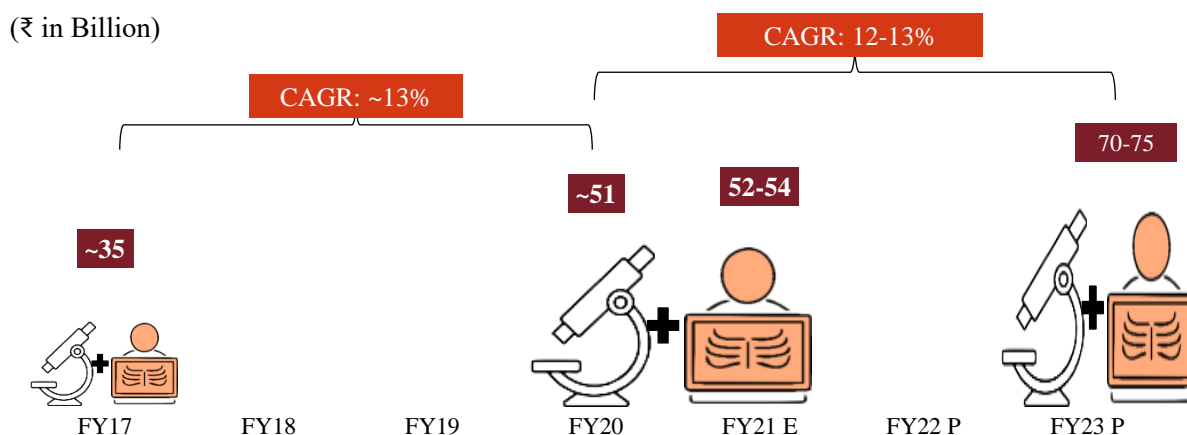 (₹ in Billion)
CAGR: 12-13%
CAGR: ~13%
70-75
~51
52-54
~35
FY17 FY18 FY19 FY20 FY21 E FY22 P FY23 P